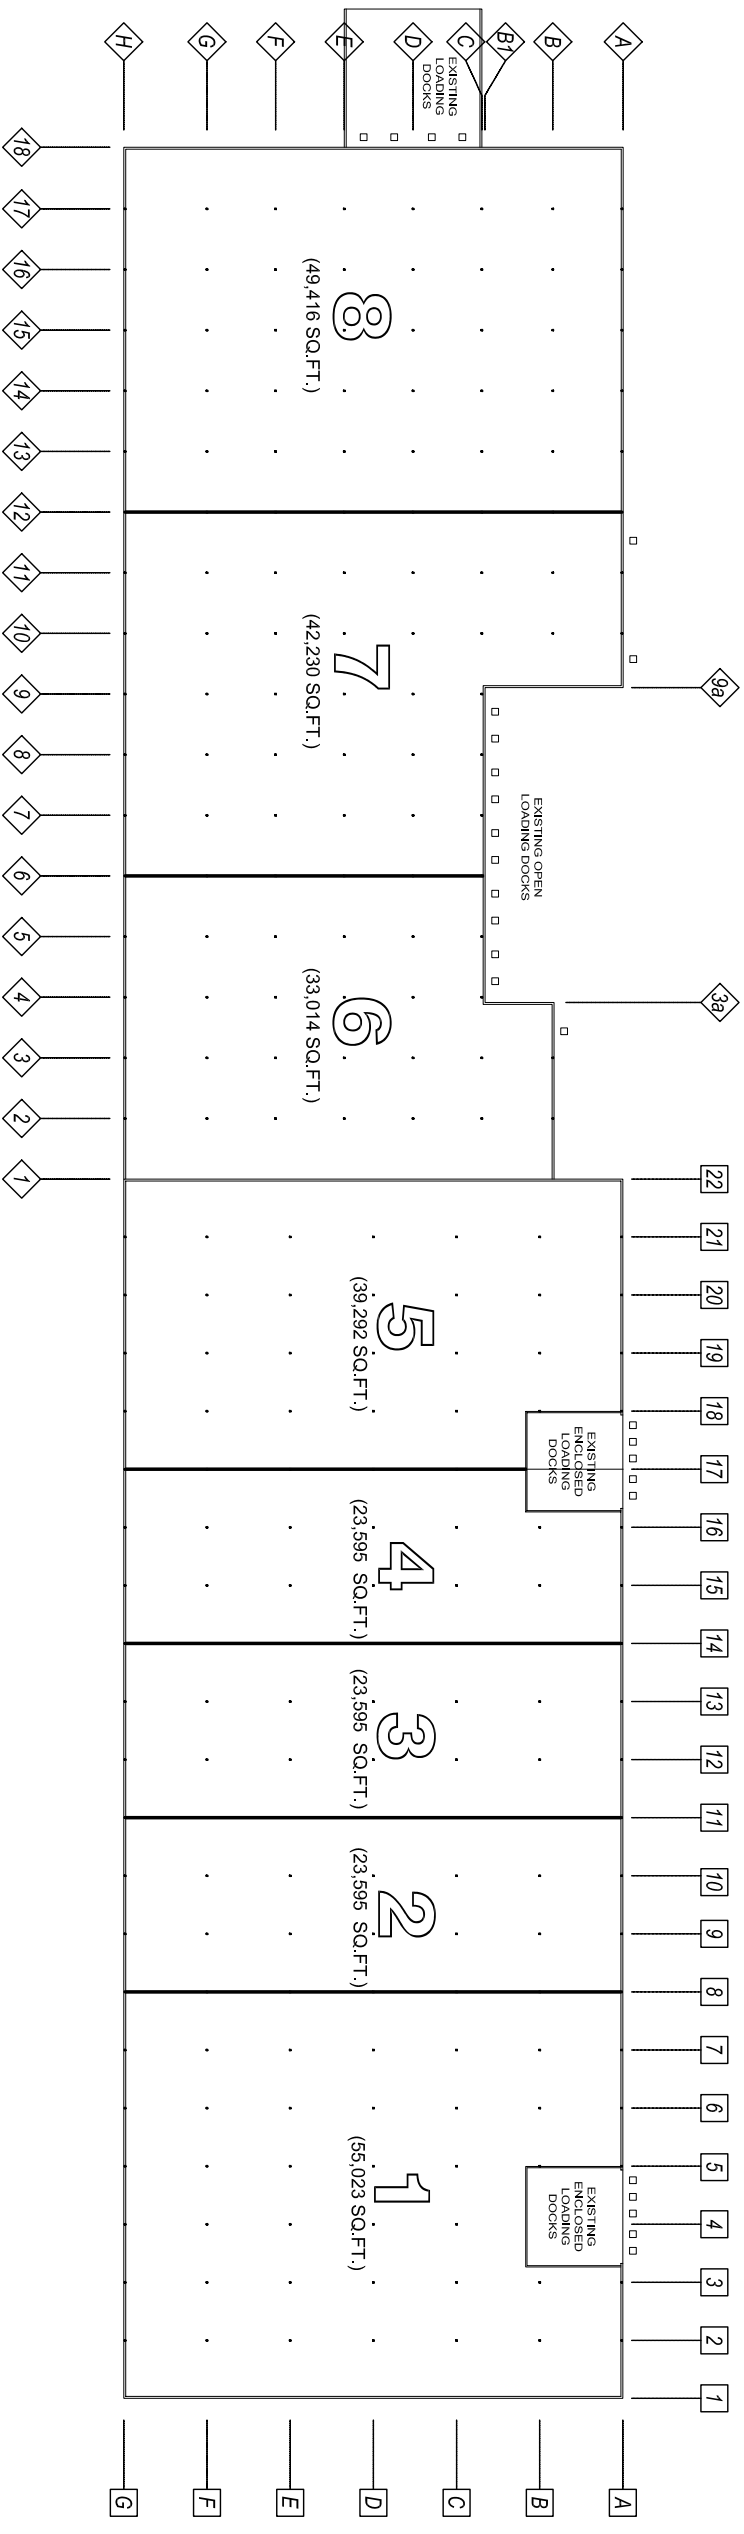 H
G
F
E
D
C
B1
B
A
EXISTING
LOADING
DOCKS
18
17
16
15
14
13
12
11
10
9
8
7
6
5
4
3
2
1
9a
3a
8
(49,416 SQ.FT.)
7
(42,230 SQ.FT.)
EXISTING OPEN
LOADING DOCKS
6
(33,014 SQ.FT.)
5
(39,292 SQ.FT.)
EXISTING
ENCLOSED
LOADING
DOCKS
4
(23,595 SQ.FT.)
3
(23,595 SQ.FT.)
2
(23,595 SQ.FT.)
1
(55,023 SQ.FT.)
EXISTING
ENCLOSED
LOADING
DOCKS
22
21
20
19
18
17
16
15
14
13
12
11
10
9
8
7
6
5
4
3
2
1
G
F
E
D
C
B
A